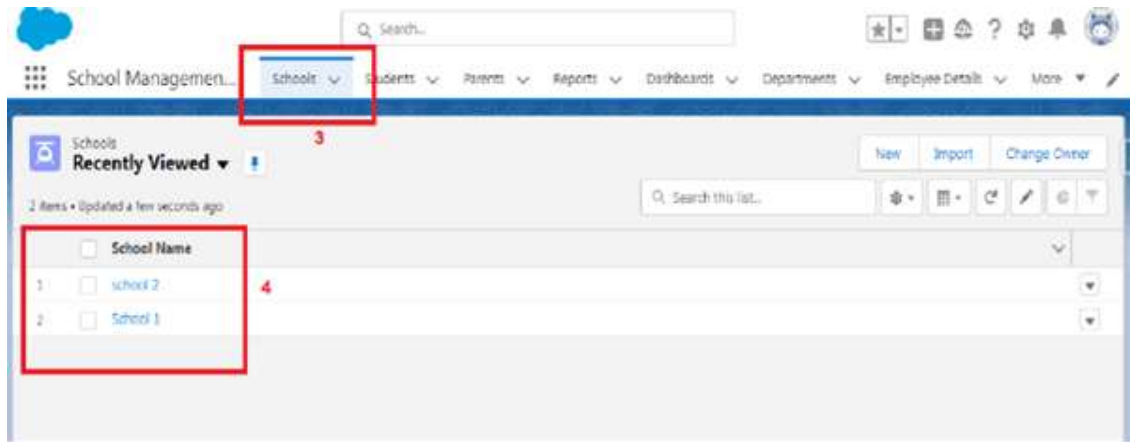 Search...
School Managemen... Schools Students Parents Reports Dashboards Departments Employee Details More
3
Schools
Recently Viewed
New Import Change Owner
2 items • Updated a few seconds ago
Search this list...
School Name
1 school 2
4
2 School 1